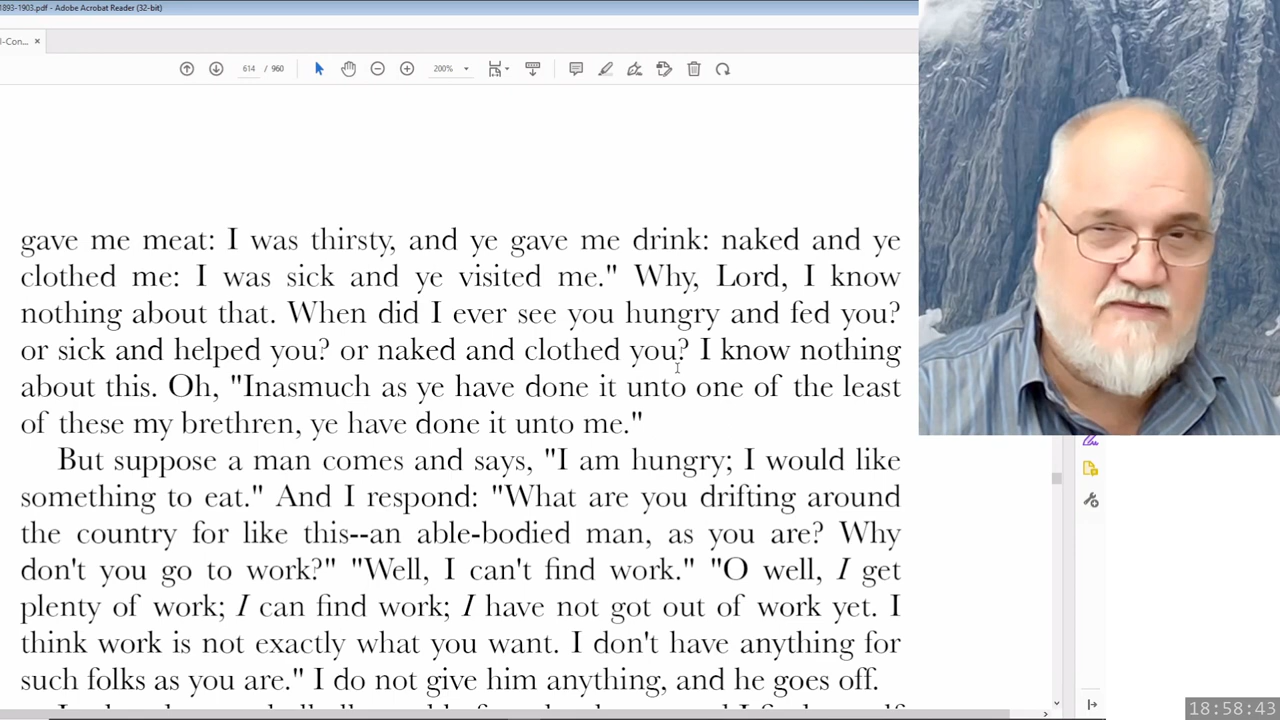 1893-1903.pdf - Adobe Acrobat Reader (32-bit)
l-Con... ×
614 / 960 200%
gave me meat: I was thirsty, and ye gave me drink: naked and ye
clothed me: I was sick and ye visited me." Why, Lord, I know
nothing about that. When did I ever see you hungry and fed you?
or sick and helped you? or naked and clothed you? I know nothing
about this. Oh, "Inasmuch as ye have done it unto one of the least
of these my brethren, ye have done it unto me."
But suppose a man comes and says, "I am hungry; I would like
something to eat." And I respond: "What are you drifting around
the country for like this--an able-bodied man, as you are? Why
don't you go to work?" "Well, I can't find work." "O well, I get
plenty of work; I can find work; I have not got out of work yet. I
think work is not exactly what you want. I don't have anything for
such folks as you are." I do not give him anything, and he goes off.
18:58:43